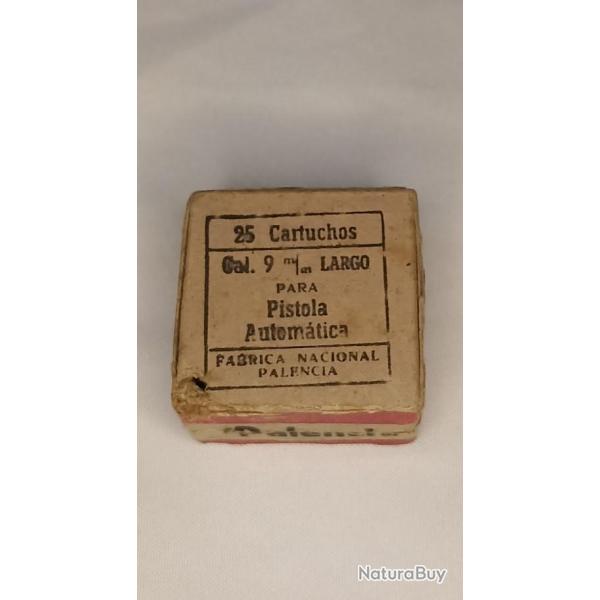 25 Cartuchos
Cal. 9 m/m LARGO
PARA
Pistola
Automática
FABRICA NACIONAL
PALENCIA
NaturaBuy